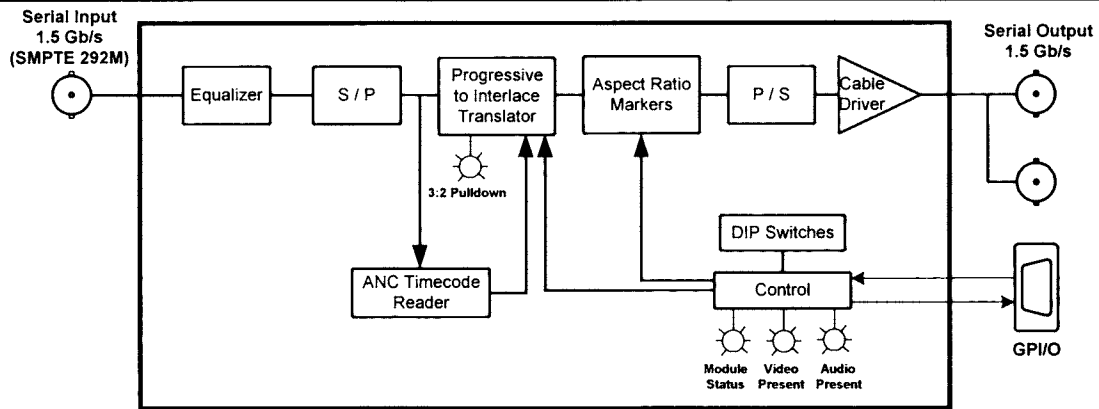 Serial Input
1.5 Gb/s
(SMPTE 292M)
Serial Output
1.5 Gb/s
Equalizer
S / P
Progressive
to Interlace
Translator
Aspect Ratio
Markers
P / S
Cable
Driver
3:2 Pulldown
DIP Switches
ANC Timecode
Reader
Control
GPI/O
Module
Status
Video
Present
Audio
Present